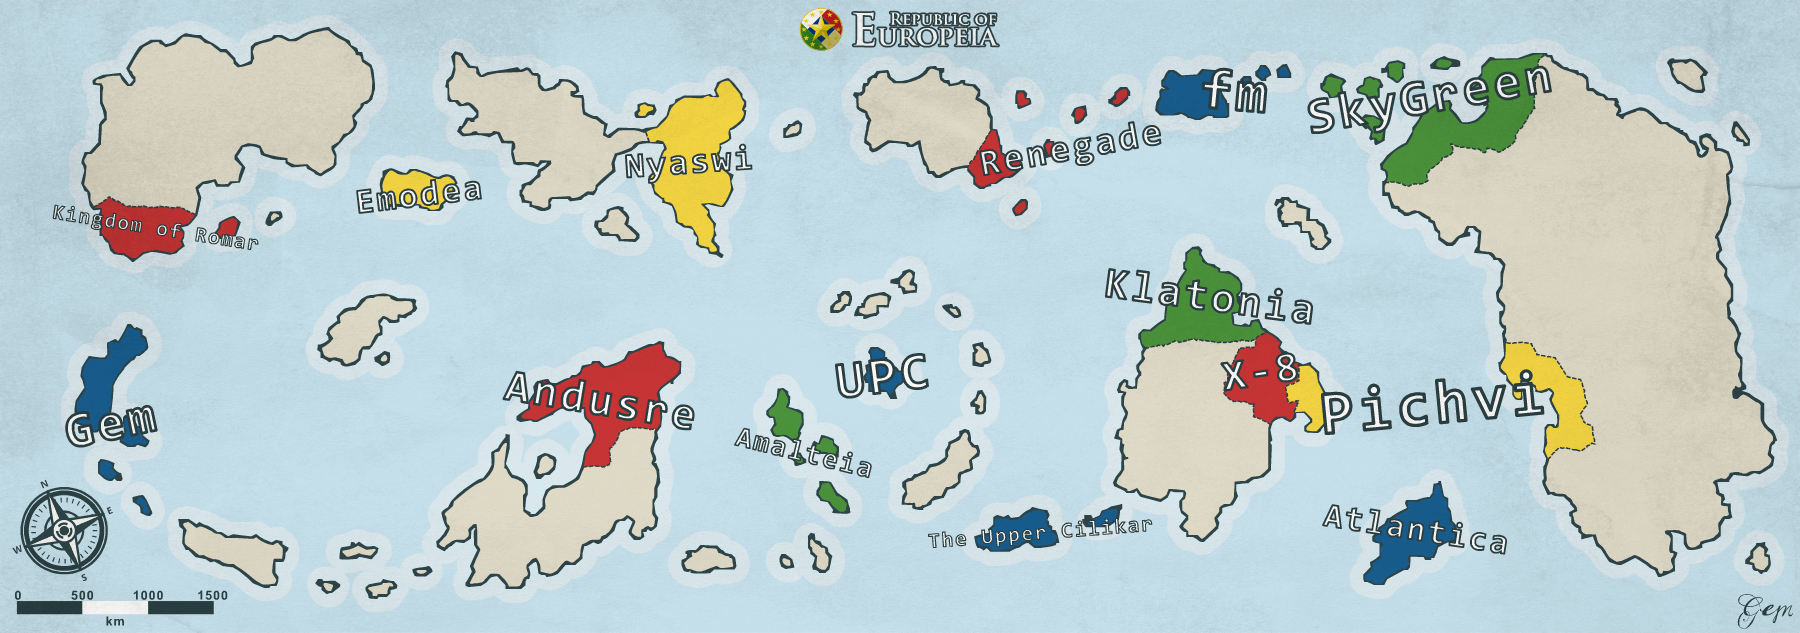 REPUBLIC OF
EUROPEIA
fm
SkyGreen
Renegade
Nyaswi
Emodea
Kingdom of Romar
Klatonia
UPC
X-8
Pichvi
Andusre
Gem
Amalteia
The Upper Cilikar
Atlantica
N
E
W
S
0 500 1000 1500
km
Gem